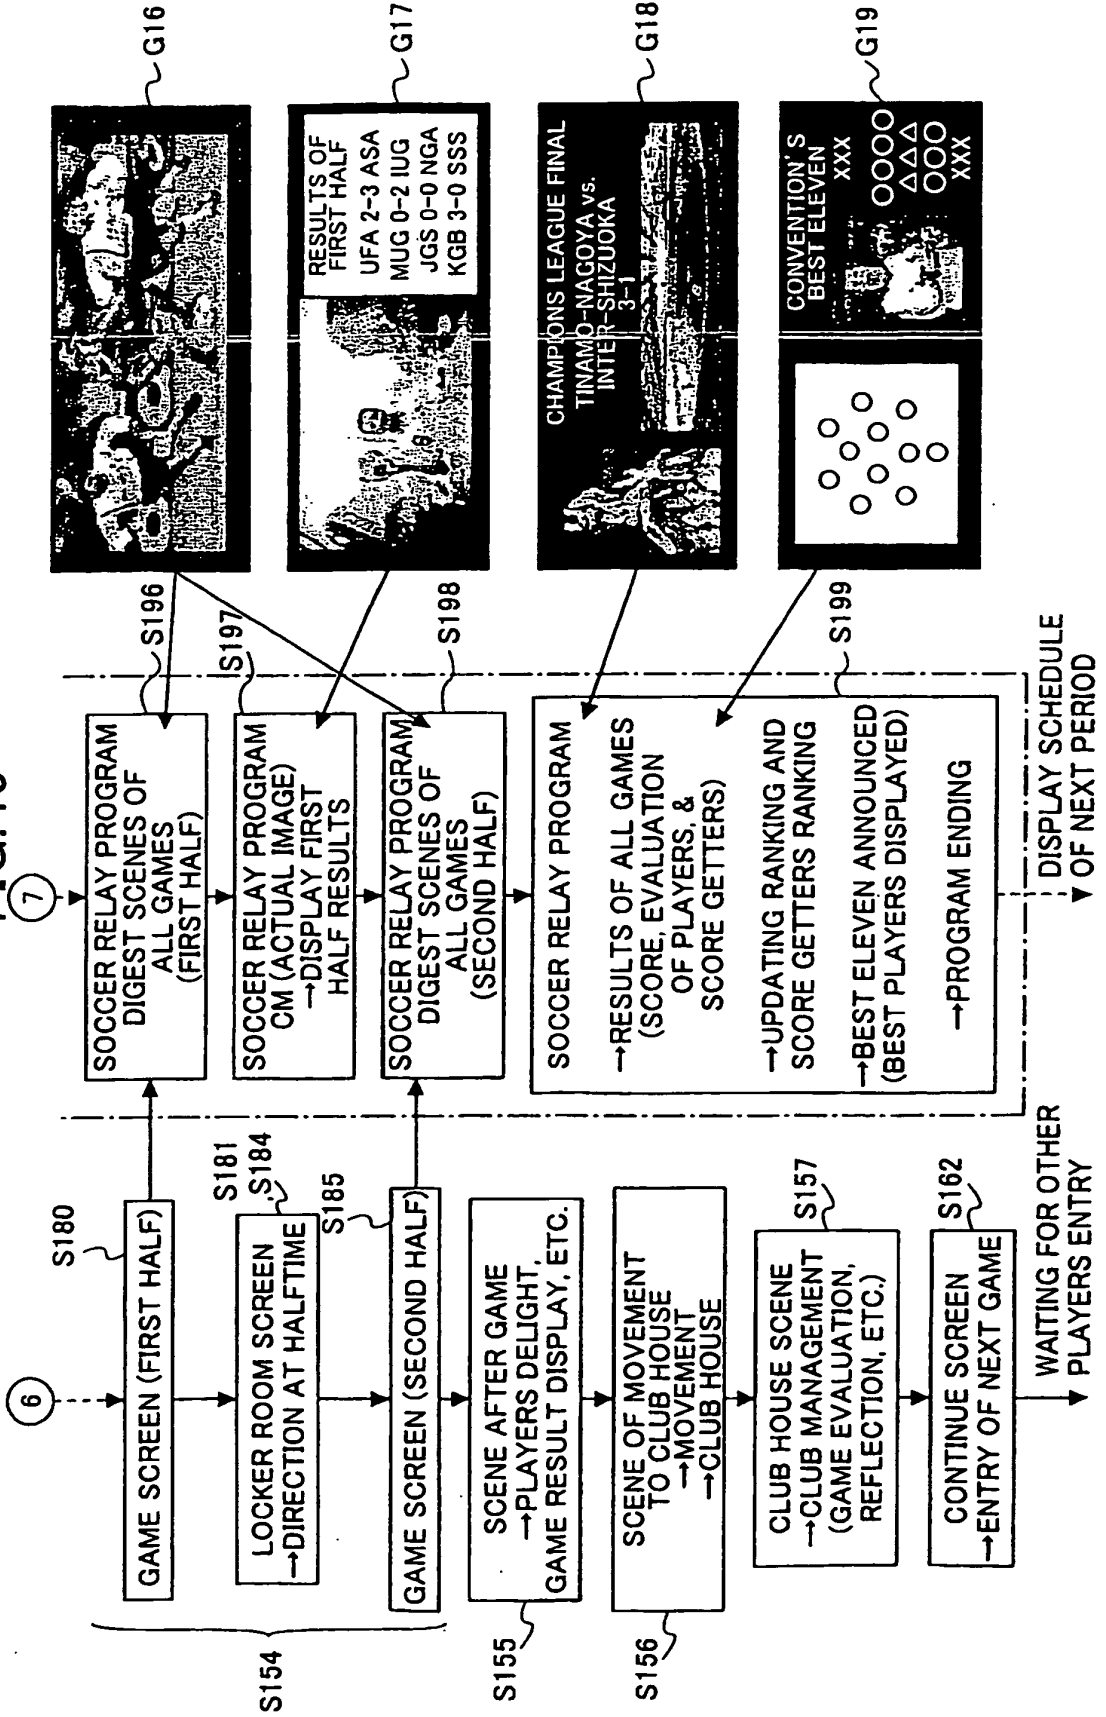 6
GAME SCREEN (FIRST HALF)
S180
LOCKER ROOM SCREEN
→DIRECTION AT HALFTIME
S181
S184
GAME SCREEN (SECOND HALF)
S185
S154
SCENE AFTER GAME
→PLAYERS DELIGHT,
GAME RESULT DISPLAY, ETC.
S155
SCENE OF MOVEMENT
TO CLUB HOUSE
→MOVEMENT
→CLUB HOUSE
S156
CLUB HOUSE SCENE
→CLUB MANAGEMENT
(GAME EVALUATION,
REFLECTION, ETC.)
S157
CONTINUE SCREEN
→ENTRY OF NEXT GAME
S162
WAITING FOR OTHER
PLAYERS ENTRY
7
SOCCER RELAY PROGRAM
DIGEST SCENES OF
ALL GAMES
(FIRST HALF)
S196
SOCCER RELAY PROGRAM
CM (ACTUAL IMAGE)
→DISPLAY FIRST
HALF RESULTS
S197
SOCCER RELAY PROGRAM
DIGEST SCENES OF
ALL GAMES
(SECOND HALF)
S198
SOCCER RELAY PROGRAM
→RESULTS OF ALL GAMES
(SCORE, EVALUATION
OF PLAYERS, &
SCORE GETTERS)
→UPDATING RANKING AND
SCORE GETTERS RANKING
→BEST ELEVEN ANNOUNCED
(BEST PLAYERS DISPLAYED)
→PROGRAM ENDING
S199
DISPLAY SCHEDULE
OF NEXT PERIOD
G16
RESULTS OF
FIRST HALF
UFA 2-3 ASA
MUG 0-2 IUG
JGS 0-0 NGA
KGB 3-0 SSS
G17
CHAMPIONS LEAGUE FINAL
TINAMO-NAGOYA vs.
INTER-SHIZUOKA
3-1
G18
CONVENTION'S
BEST ELEVEN
XXX
○○○○
△△△
○○○
XXX
G19